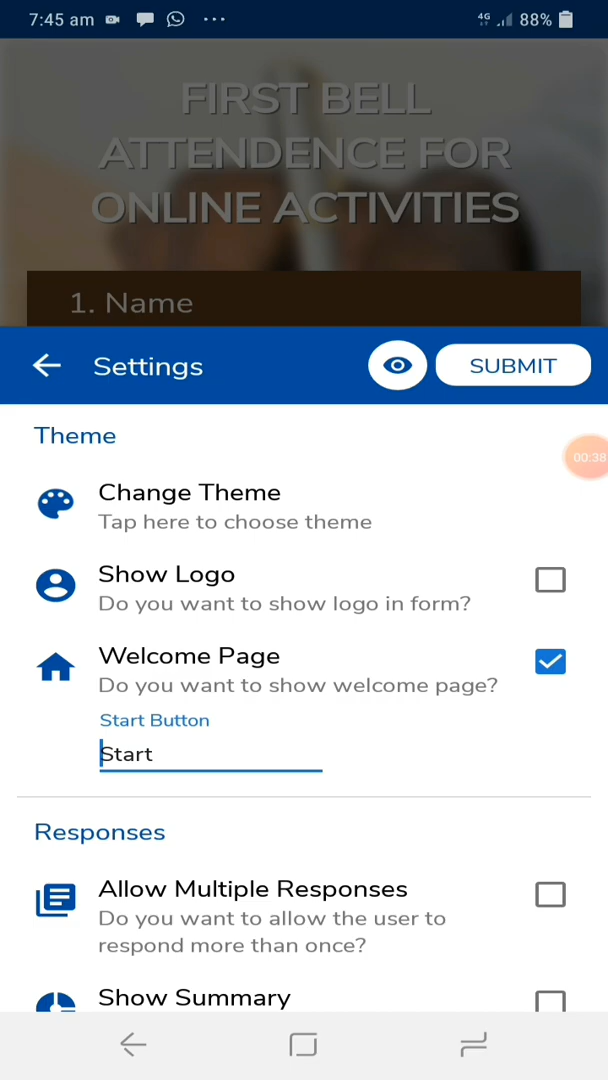 7:45 am
4G 88%
FIRST BELL
ATTENDENCE FOR
ONLINE ACTIVITIES
1. Name
Settings
SUBMIT
Theme
00:38
Change Theme
Tap here to choose theme
Show Logo
Do you want to show logo in form?
Welcome Page
Do you want to show welcome page?
Start Button
Start
Responses
Allow Multiple Responses
Do you want to allow the user to
respond more than once?
Show Summary